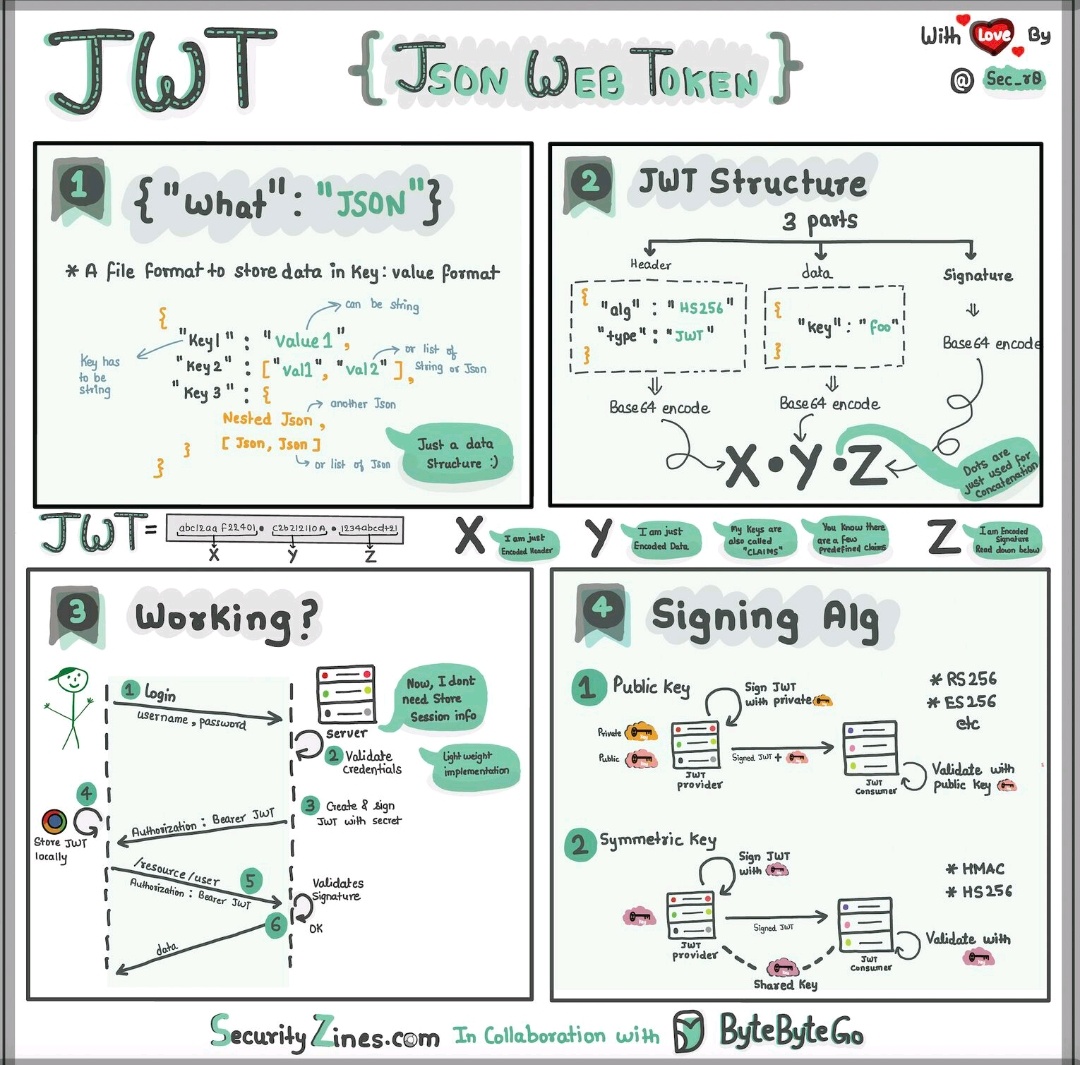 JWT
{ JSON WEB TOKEN }
With Love By
@ Sec_r0
1
{"What": "JSON"}
* A file format to store data in Key: value format
{
"Key1" : "Value1",
"Key2" : ["val1", "val2"],
"Key 3" : {
Nested Json,
[Json, Json]
}
}
can be string
Key has
to be
string
or list of
string or Json
another Json
or list of Json
Just a data
Structure :)
2
JWT Structure
3 parts
Header
{
"alg" : "HS256"
"type" : "JWT"
}
Base64 encode
data
{
"key" : "foo"
}
Base64 encode
Signature
Base64 encode
X.Y.Z
Dots are
just used for
Concatenation
JWT=
X
Y
Z
X
I am just
Encoded Header
Y
I am just
Encoded Data
My Keys are
also called
"CLAIMS"
You Know there
are a few
Predefined Claims
Z
I am Encoded
Signature
Read down below
3
Working?
1 login
username, password
Server
Now, I dont
need Store
Session info
2 Validate
Credentials
Light weight
implementation
3 Create & sign
JWT with secret
Authorization : Bearer JWT
4
Store JWT
locally
/resource/user
Authorization : Bearer JWT
5
Validates
Signature
OK
6
data
4
Signing Alg
1 Public Key
Sign JWT
with private
* RS256
* ES256
etc
Private
Public
JWT
provider
Signed JWT +
JWT
Consumer
Validate with
public Key
2 Symmetric Key
Sign JWT
with
* HMAC
* HS256
JWT
provider
Signed JWT
JWT
Consumer
Validate with
Shared Key
SecurityZines.com In Collaboration with ByteByteGo